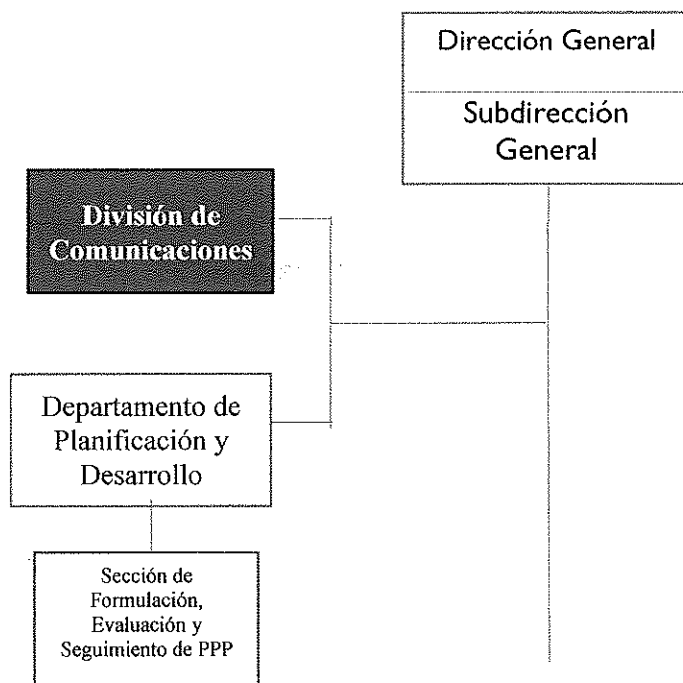 Dirección General
Subdirección
General
División de
Comunicaciones
Departamento de
Planificación y
Desarrollo
Sección de
Formulación,
Evaluación y
Seguimiento de PPP